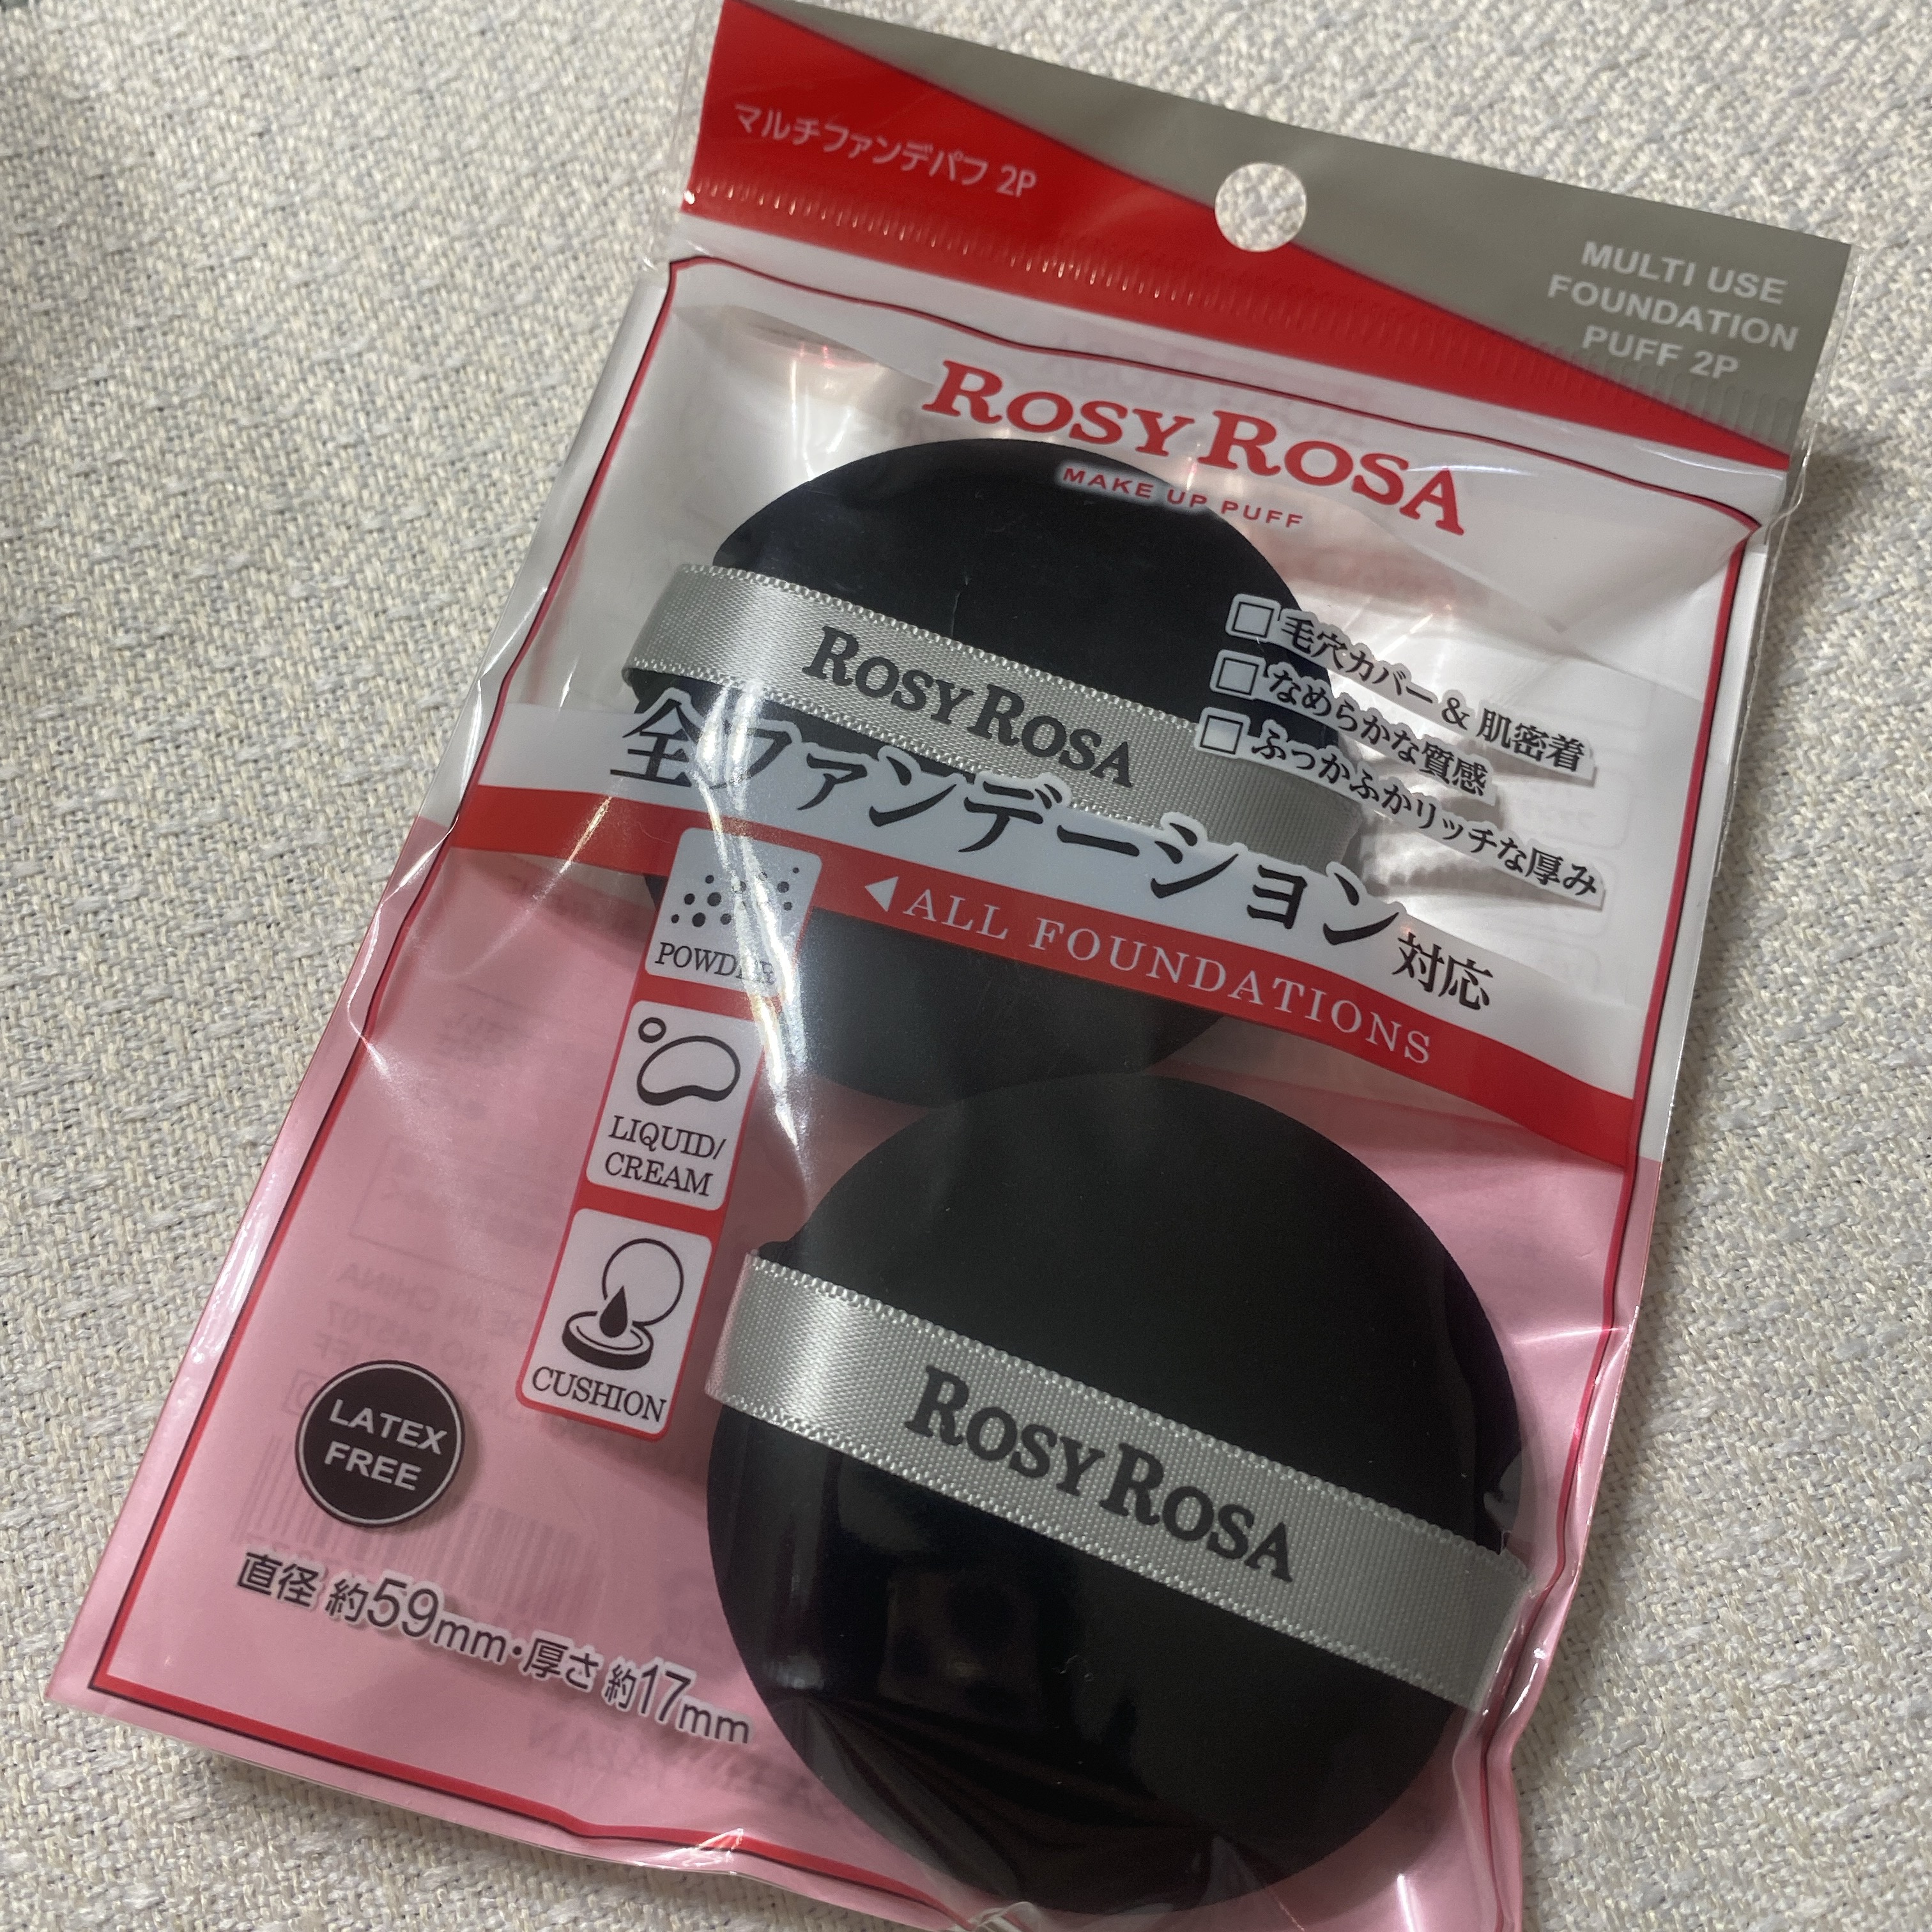 マルチファンデパフ 2P
MULTI USE
FOUNDATION
PUFF 2P
ROSY ROSA
MAKE UP PUFF
ROSY ROSA
□ 毛穴カバー & 肌密着
□ なめらかな質感
□ ふっかふかリッチな厚み
全ファンデーション対応
◀ALL FOUNDATIONS
POWDER
LIQUID/
CREAM
CUSHION
LATEX
FREE
ROSY ROSA
直径 約59mm・厚さ 約17mm